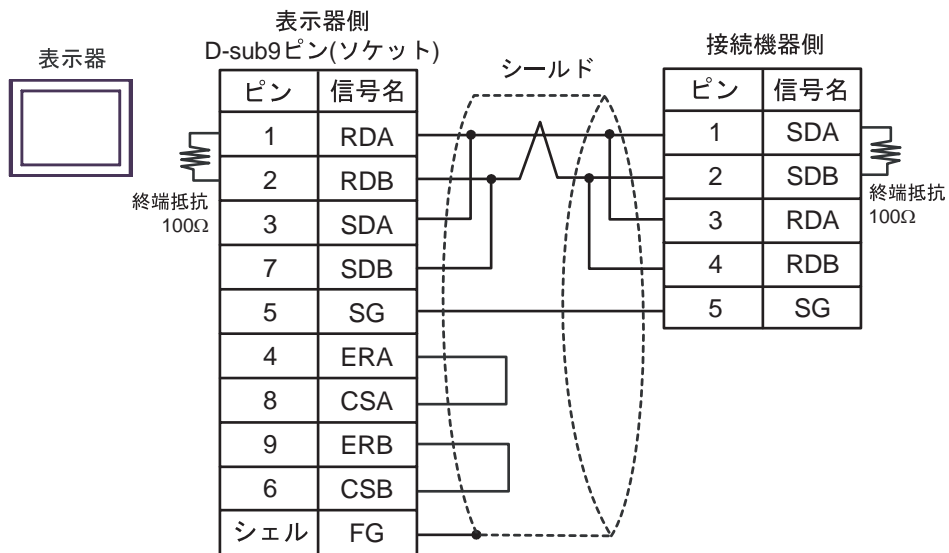 表示器
表示器側
D-sub9ピン(ソケット)
シールド
接続機器側
ピン 信号名
1 RDA
2 RDB
3 SDA
7 SDB
5 SG
4 ERA
8 CSA
9 ERB
6 CSB
シェル FG
終端抵抗
100Ω
ピン 信号名
1 SDA
2 SDB
3 RDA
4 RDB
5 SG
終端抵抗
100Ω